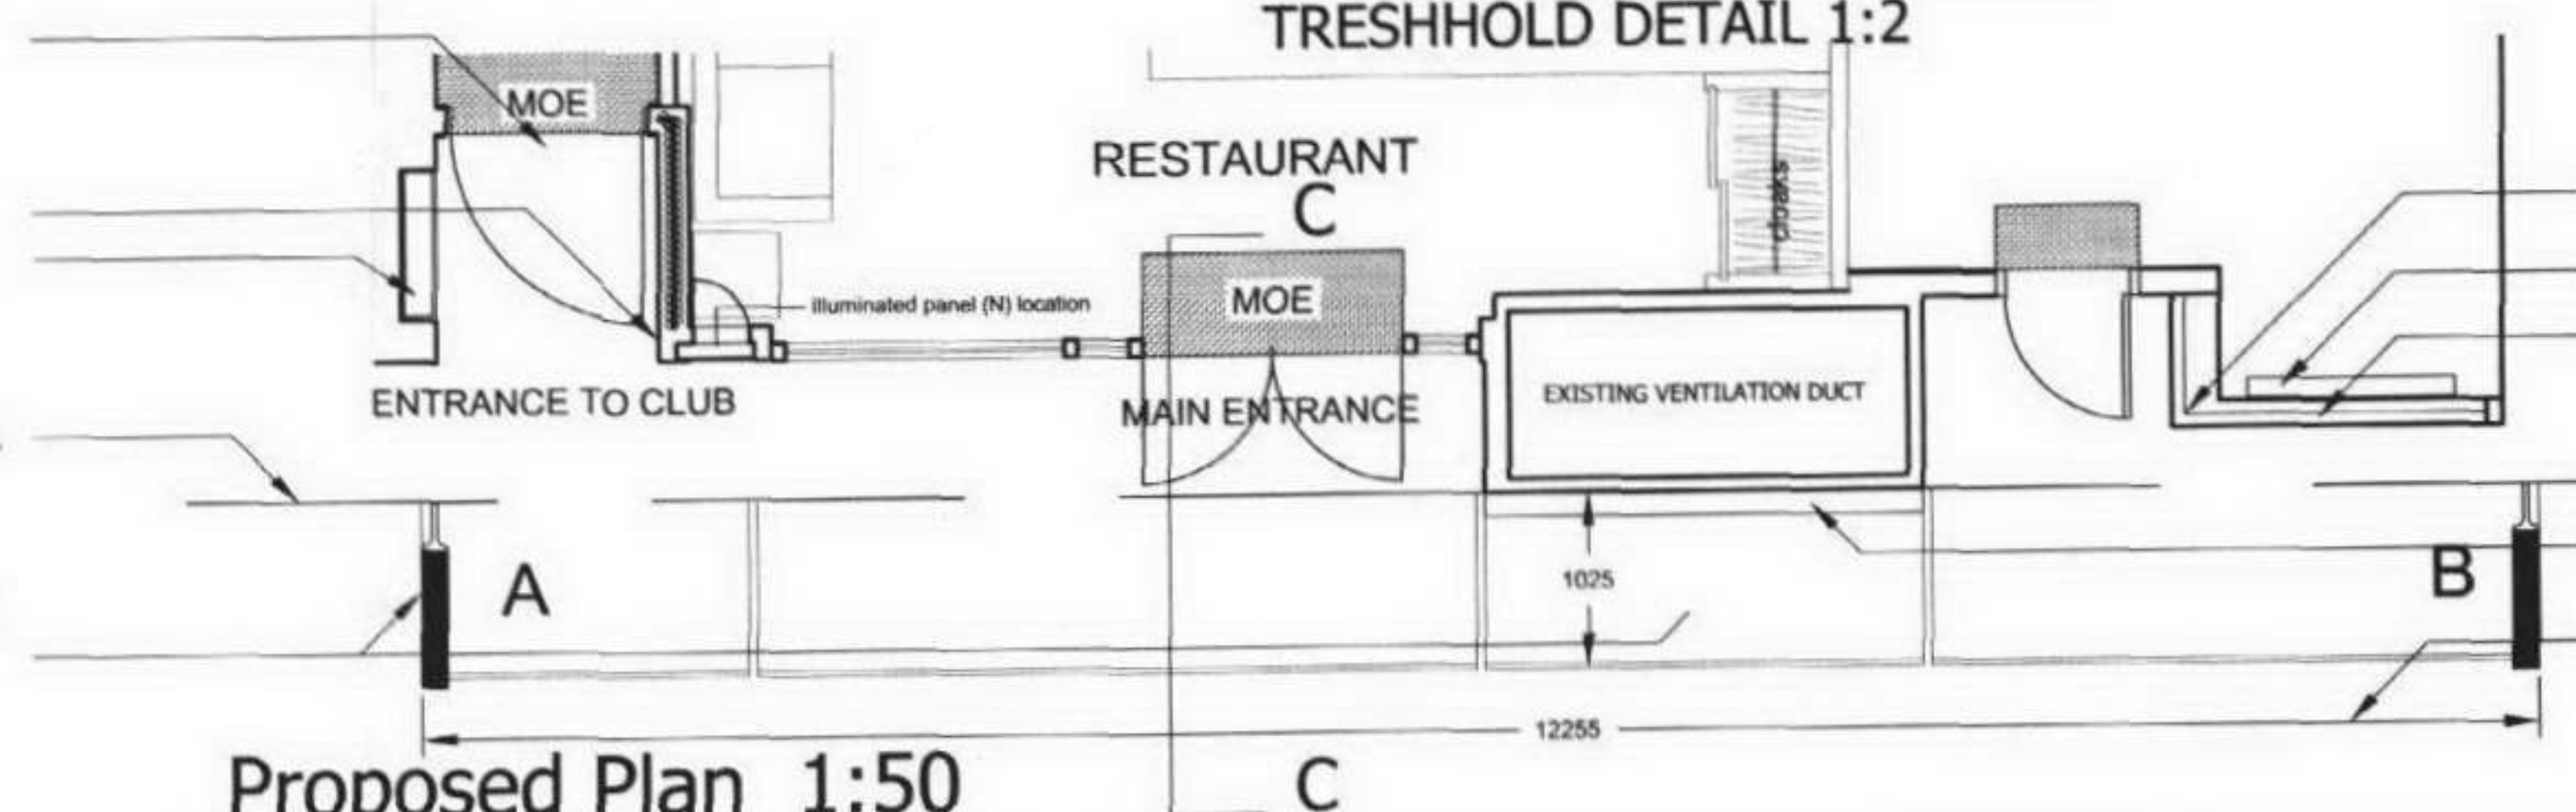 TRESHHOLD DETAIL 1:2
MOE
RESTAURANT
C
cloaks
MOE
illuminated panel (N) location
EXISTING VENTILATION DUCT
ENTRANCE TO CLUB
MAIN ENTRANCE
A
1025
B
12255
Proposed Plan 1:50
C